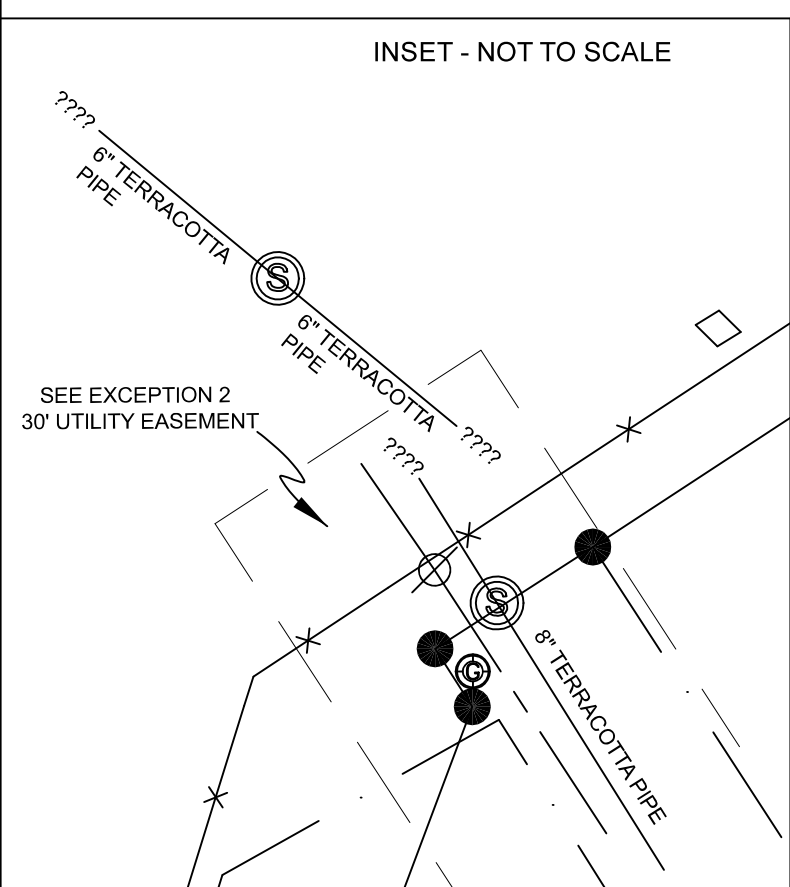 INSET - NOT TO SCALE
????
6" TERRACOTTA
PIPE
S
6" TERRACOTTA
PIPE
????
SEE EXCEPTION 2
30' UTILITY EASEMENT
????
S
G
8" TERRACOTTA PIPE